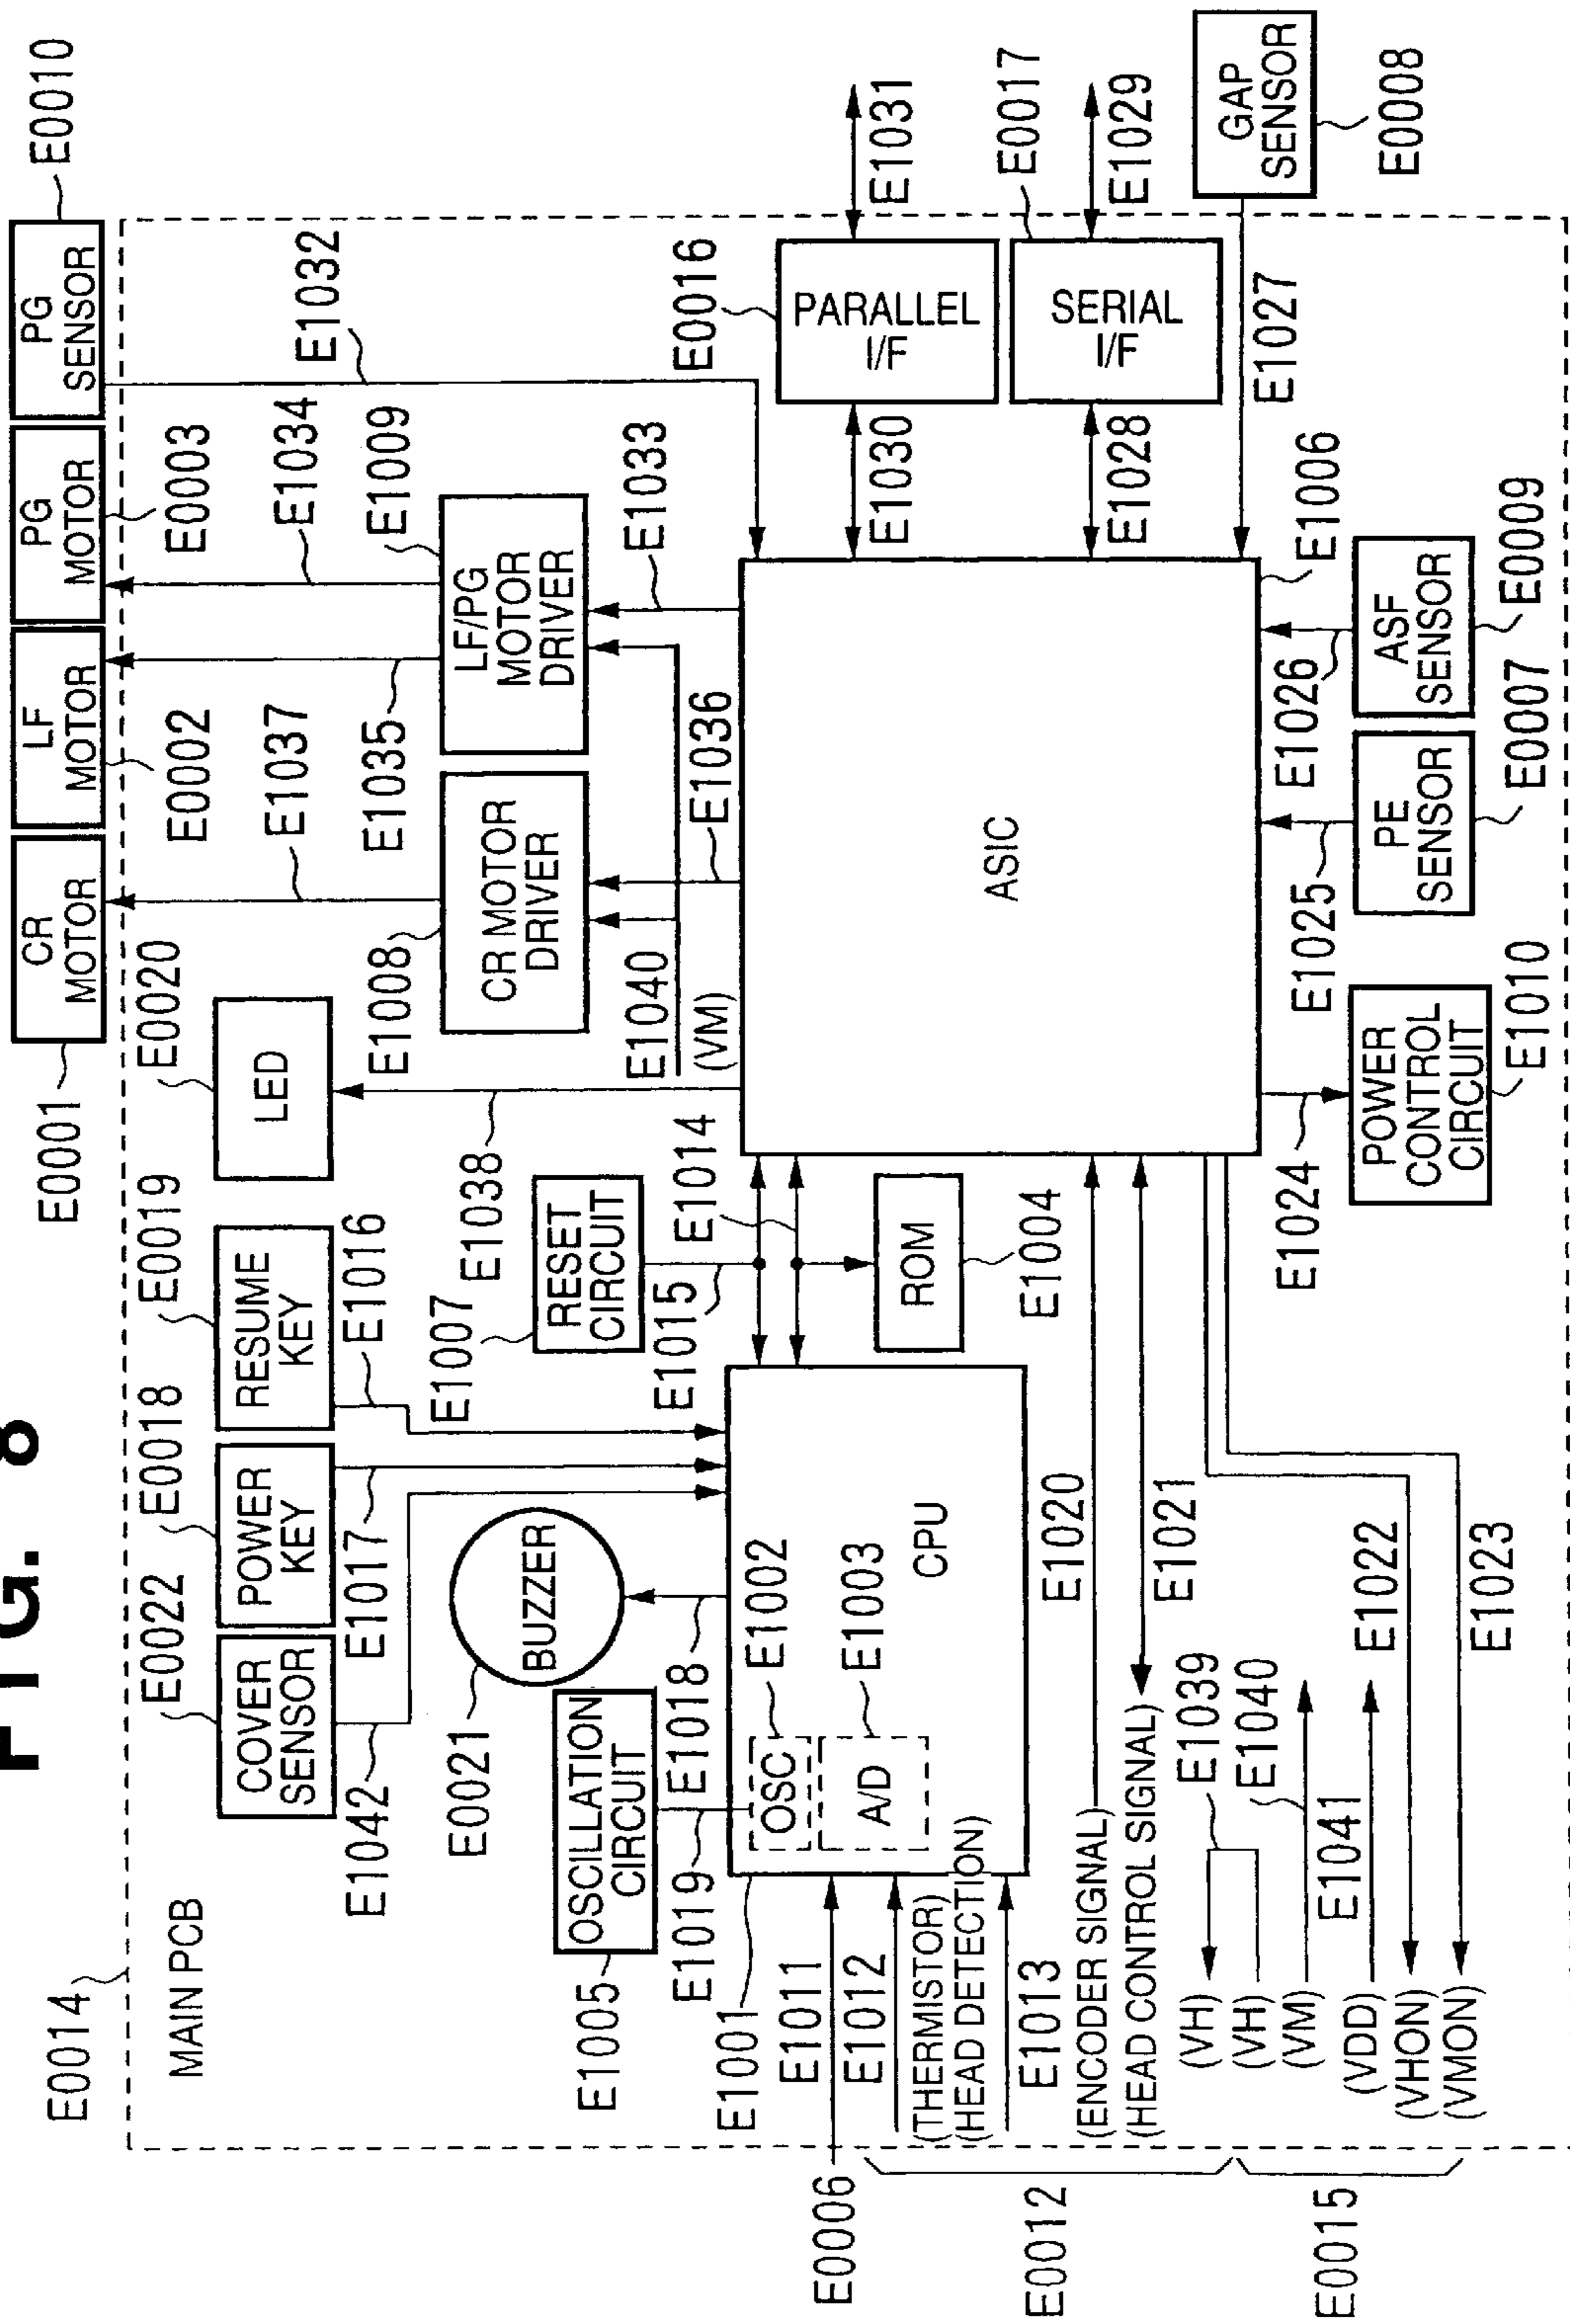 FIG. 8
E0014
MAIN PCB
E0022
COVER
SENSOR
E1042
E0018
POWER
KEY
E1017
E0019
RESUME
KEY
E1016
E0020
LED
E1038
E0001
CR
MOTOR
E1037
LF
MOTOR
E0002
E1035
PG
MOTOR
E0003
E1034
PG
SENSOR
E0010
E1032
E0021
BUZZER
E1018
E1005
OSCILLATION
CIRCUIT
E1019
E1007
RESET
CIRCUIT
E1015
E1014
E1008
CR MOTOR
DRIVER
E1009
LF/PG
MOTOR
DRIVER
E1040
(VM)
E1036
E1033
E1001
OSC
E1002
A/D
E1003
CPU
ROM
E1004
ASIC
E1006
E0016
PARALLEL
I/F
E1030
E1031
E0017
SERIAL
I/F
E1028
E1029
E1027
GAP
SENSOR
E0008
E0006
E1011
E1012
(THERMISTOR)
(HEAD DETECTION)
E1013
E0012
(ENCODER SIGNAL)
E1020
(HEAD CONTROL SIGNAL)
E1021
(VH)
(VH)
E1039
(VM)
E1040
E0015
(VDD)
E1041
(VHON)
E1022
(VMON)
E1023
E1024
POWER
CONTROL
CIRCUIT
E1010
E1025
PE
SENSOR
E0007
E1026
ASF
SENSOR
E0009